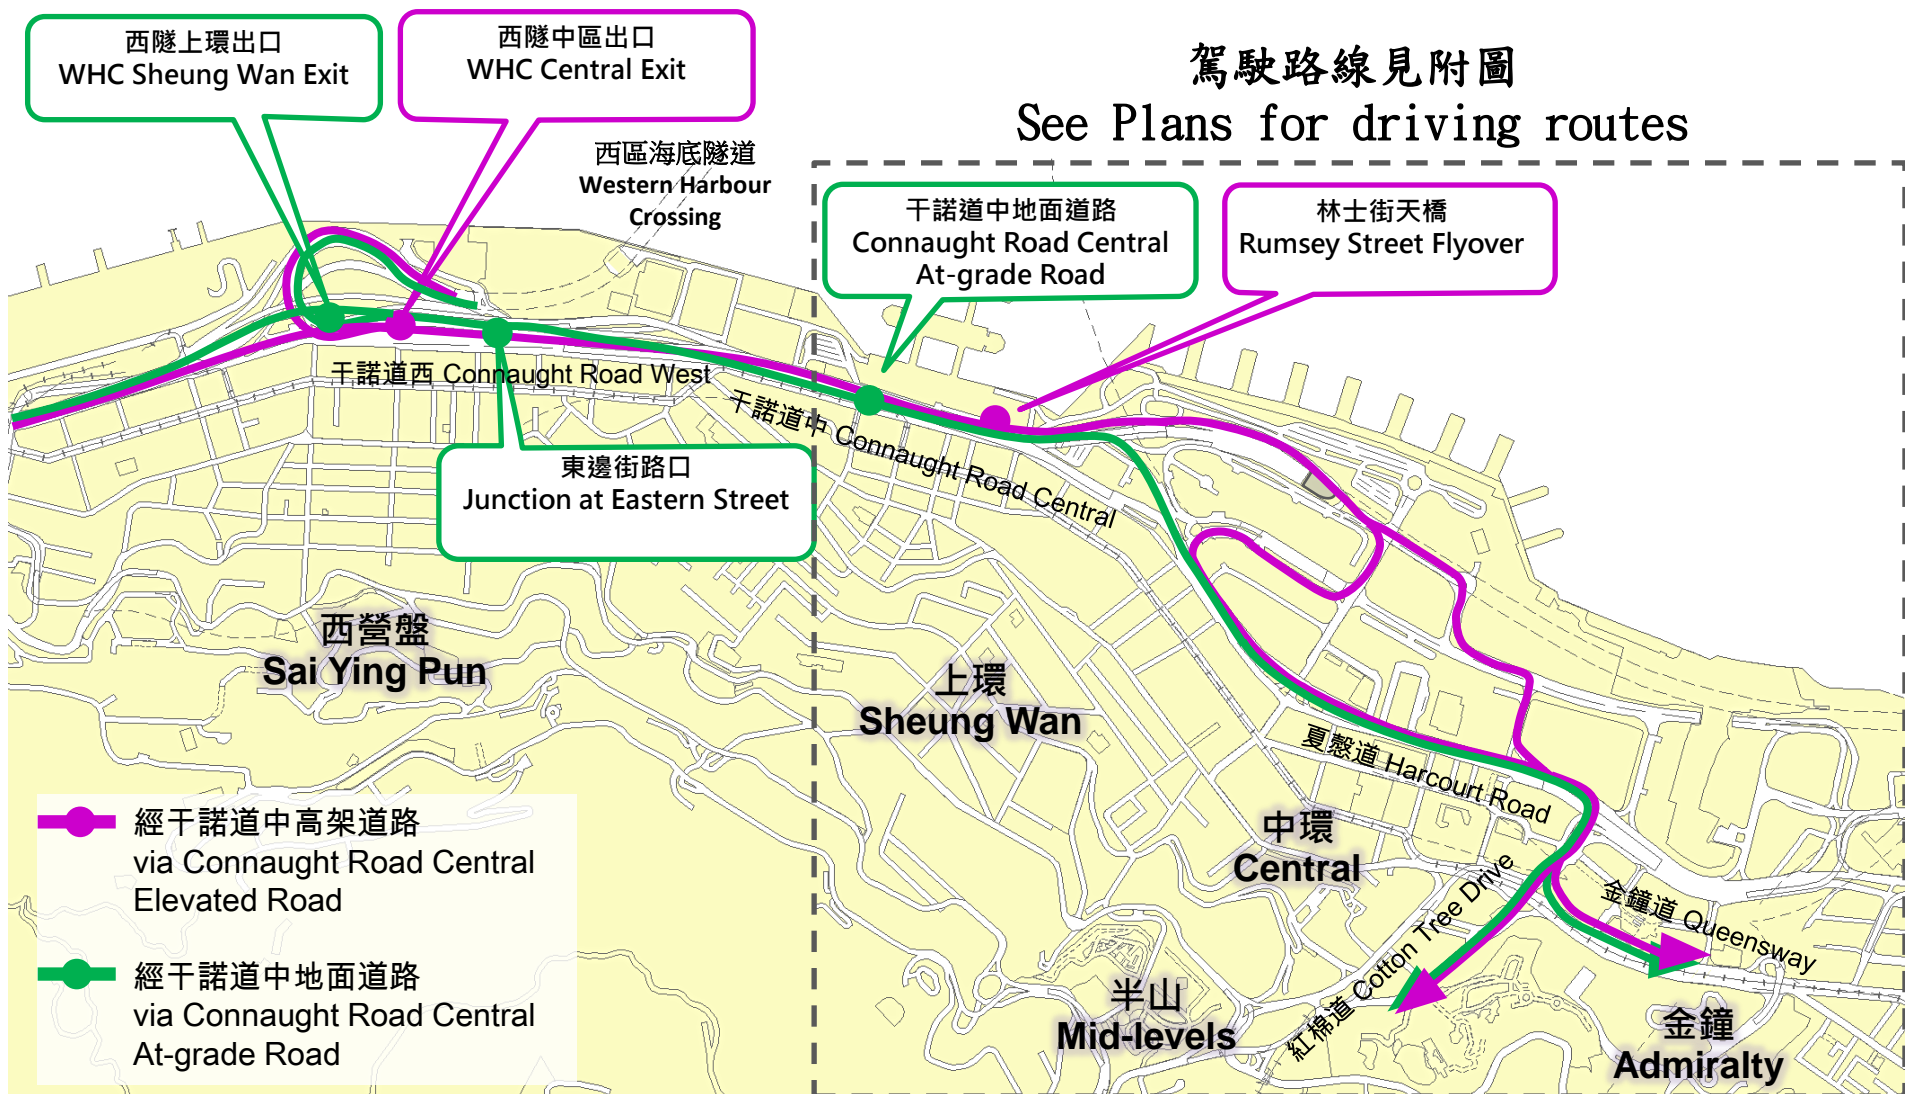 西隧上環出口
WHC Sheung Wan Exit
西隧中區出口
WHC Central Exit
駕駛路線見附圖
See Plans for driving routes
西區海底隧道
Western Harbour
Crossing
干諾道中地面道路
Connaught Road Central
At-grade Road
林士街天橋
Rumsey Street Flyover
干諾道西 Connaught Road West
干諾道中 Connaught Road Central
東邊街路口
Junction at Eastern Street
西營盤
Sai Ying Pun
上環
Sheung Wan
夏慤道 Harcourt Road
中環
Central
紅棉道 Cotton Tree Drive
金鐘道 Queensway
半山
Mid-levels
金鐘
Admiralty
經干諾道中高架道路
via Connaught Road Central
Elevated Road
經干諾道中地面道路
via Connaught Road Central
At-grade Road